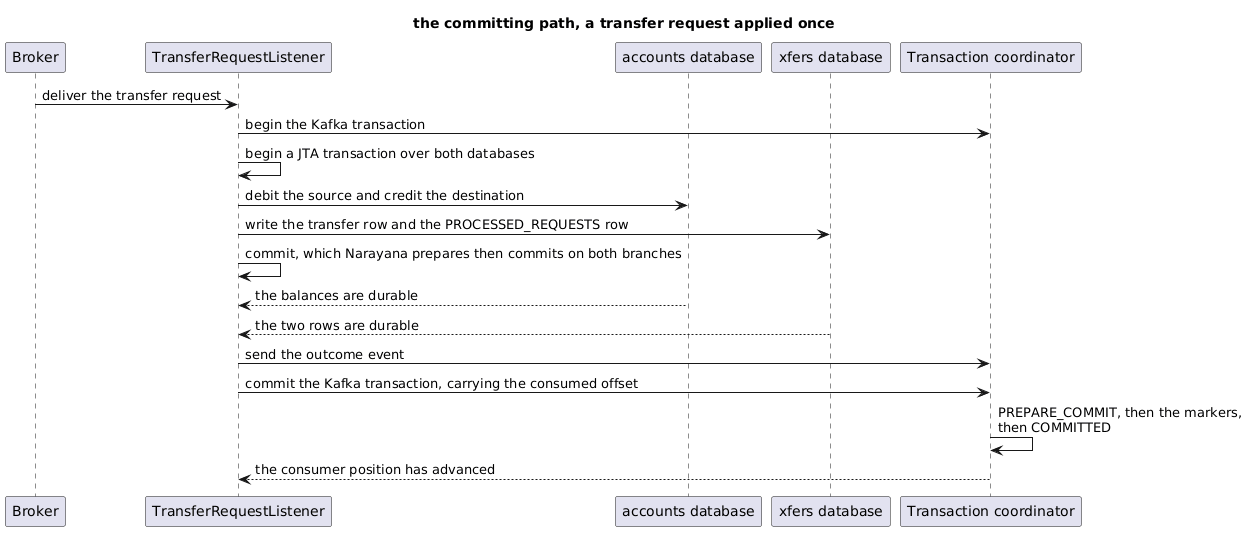 the committing path, a transfer request applied once
Broker
TransferRequestListener
accounts database
xfers database
Transaction coordinator
deliver the transfer request
begin the Kafka transaction
begin a JTA transaction over both databases
debit the source and credit the destination
write the transfer row and the PROCESSED_REQUESTS row
commit, which Narayana prepares then commits on both branches
the balances are durable
the two rows are durable
send the outcome event
commit the Kafka transaction, carrying the consumed offset
PREPARE_COMMIT, then the markers,
then COMMITTED
the consumer position has advanced
Broker
TransferRequestListener
accounts database
xfers database
Transaction coordinator